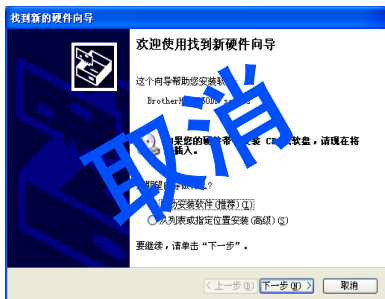 找到新的硬件向导
欢迎使用找到新硬件向导
这个向导帮助您安装软
Brother
果您的硬件带 装 CD 软盘，请现在将
插入。
么?
动安装软件(推荐)(I)
从列表或指定位置安装(高级)(S)
要继续，请单击“下一步”。
<上一步(B) 下一步(N)> 取消
取消